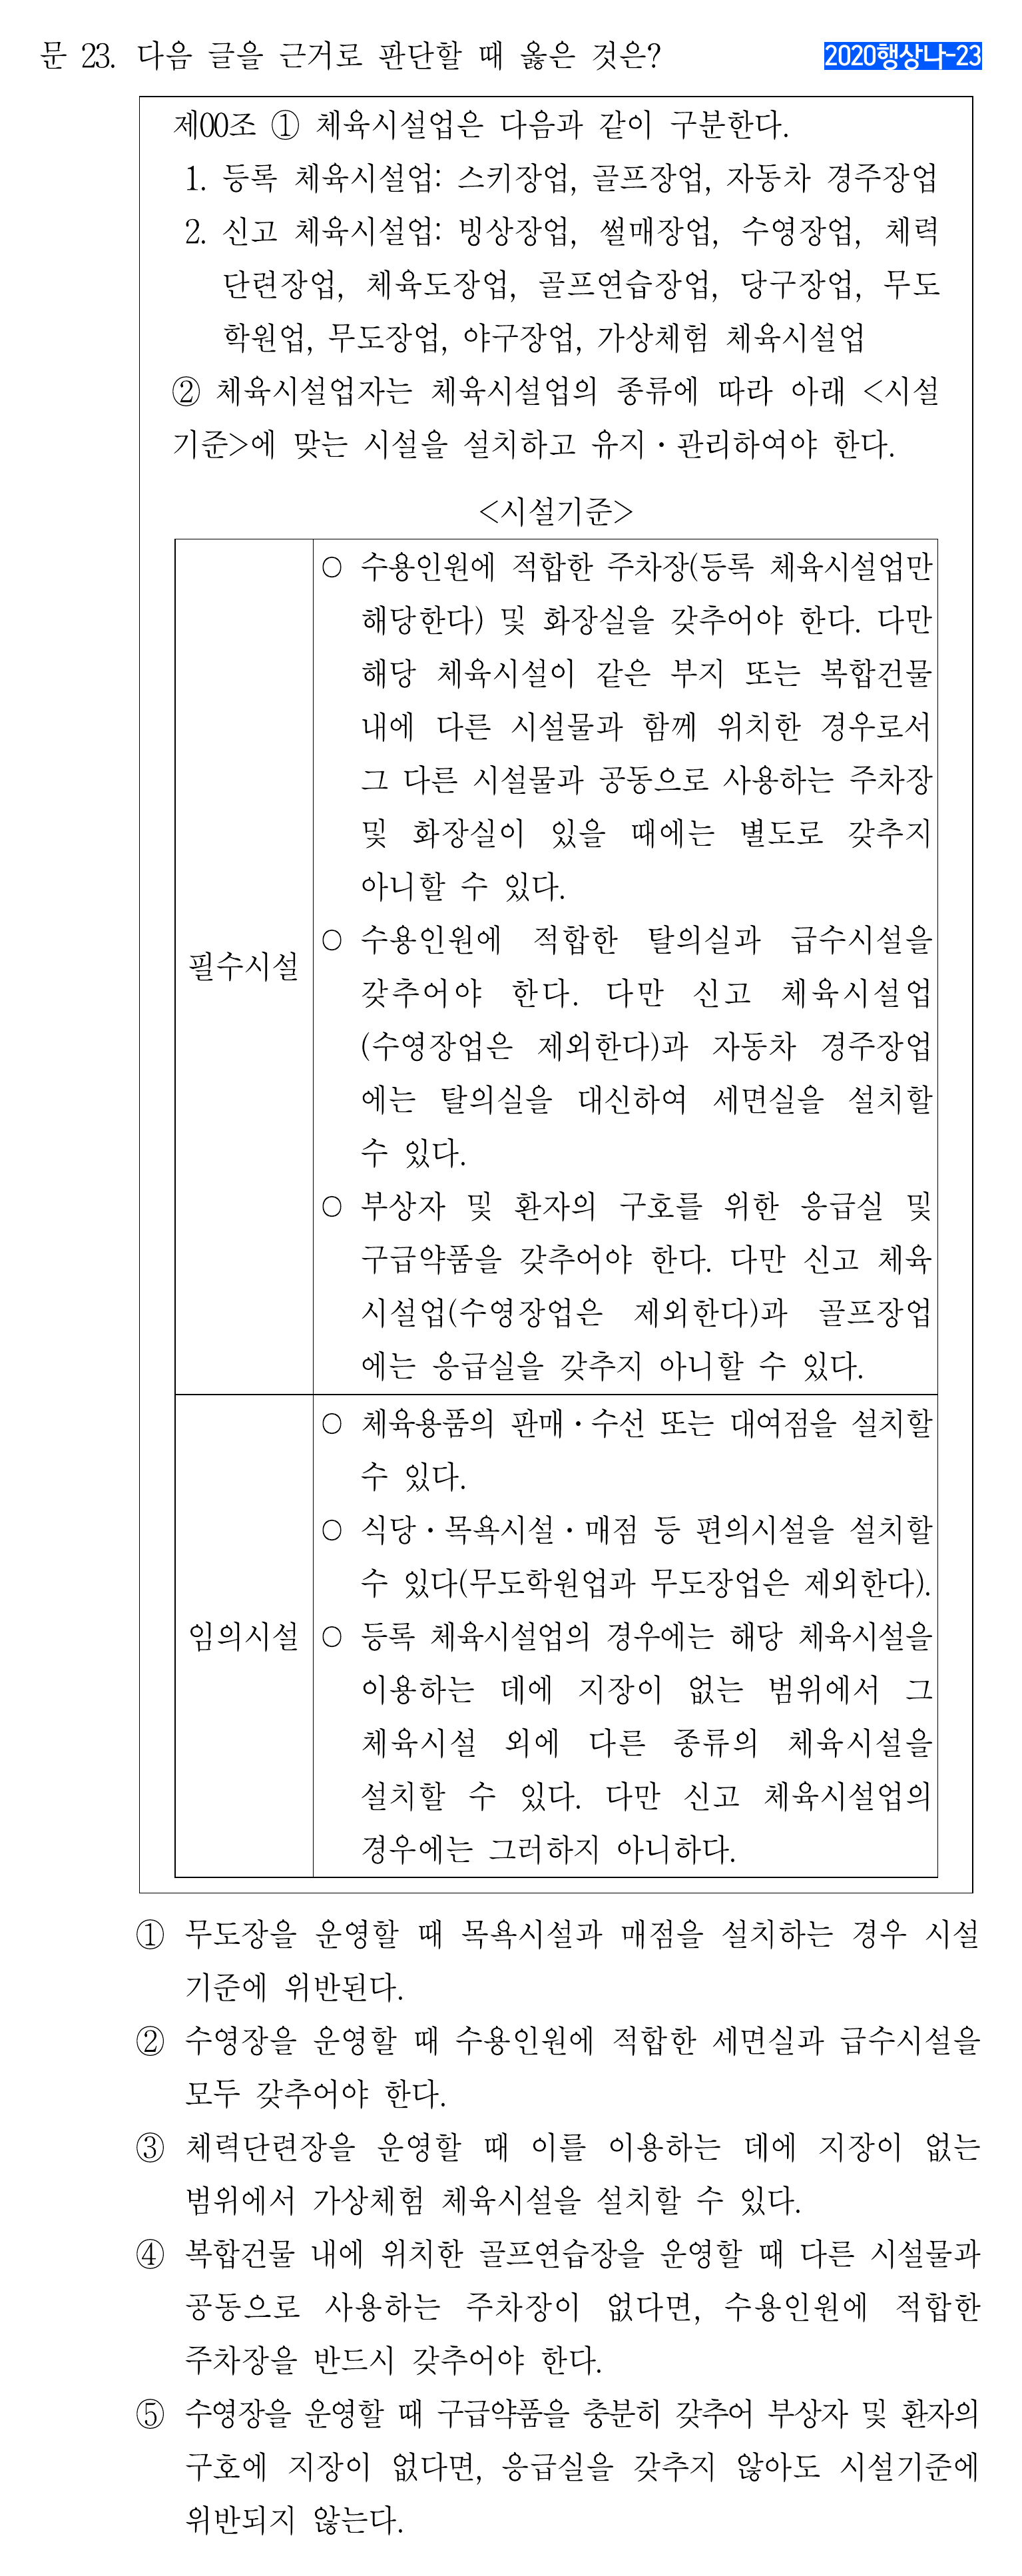 문 23. 다음 글을 근거로 판단할 때 옳은 것은?
2020행상나-23
제00조 ① 체육시설업은 다음과 같이 구분한다.
1. 등록 체육시설업: 스키장업, 골프장업, 자동차 경주장업
2. 신고 체육시설업: 빙상장업, 썰매장업, 수영장업, 체력
단련장업, 체육도장업, 골프연습장업, 당구장업, 무도
학원업, 무도장업, 야구장업, 가상체험 체육시설업
② 체육시설업자는 체육시설업의 종류에 따라 아래 <시설
기준>에 맞는 시설을 설치하고 유지·관리하여야 한다.
<시설기준>
필수시설
○ 수용인원에 적합한 주차장(등록 체육시설업만
해당한다) 및 화장실을 갖추어야 한다. 다만
해당 체육시설이 같은 부지 또는 복합건물
내에 다른 시설물과 함께 위치한 경우로서
그 다른 시설물과 공동으로 사용하는 주차장
및 화장실이 있을 때에는 별도로 갖추지
아니할 수 있다.
○ 수용인원에 적합한 탈의실과 급수시설을
갖추어야 한다. 다만 신고 체육시설업
(수영장업은 제외한다)과 자동차 경주장업
에는 탈의실을 대신하여 세면실을 설치할
수 있다.
○ 부상자 및 환자의 구호를 위한 응급실 및
구급약품을 갖추어야 한다. 다만 신고 체육
시설업(수영장업은 제외한다)과 골프장업
에는 응급실을 갖추지 아니할 수 있다.
임의시설
○ 체육용품의 판매·수선 또는 대여점을 설치할
수 있다.
○ 식당·목욕시설·매점 등 편의시설을 설치할
수 있다(무도학원업과 무도장업은 제외한다).
○ 등록 체육시설업의 경우에는 해당 체육시설을
이용하는 데에 지장이 없는 범위에서 그
체육시설 외에 다른 종류의 체육시설을
설치할 수 있다. 다만 신고 체육시설업의
경우에는 그러하지 아니하다.
① 무도장을 운영할 때 목욕시설과 매점을 설치하는 경우 시설
기준에 위반된다.
② 수영장을 운영할 때 수용인원에 적합한 세면실과 급수시설을
모두 갖추어야 한다.
③ 체력단련장을 운영할 때 이를 이용하는 데에 지장이 없는
범위에서 가상체험 체육시설을 설치할 수 있다.
④ 복합건물 내에 위치한 골프연습장을 운영할 때 다른 시설물과
공동으로 사용하는 주차장이 없다면, 수용인원에 적합한
주차장을 반드시 갖추어야 한다.
⑤ 수영장을 운영할 때 구급약품을 충분히 갖추어 부상자 및 환자의
구호에 지장이 없다면, 응급실을 갖추지 않아도 시설기준에
위반되지 않는다.